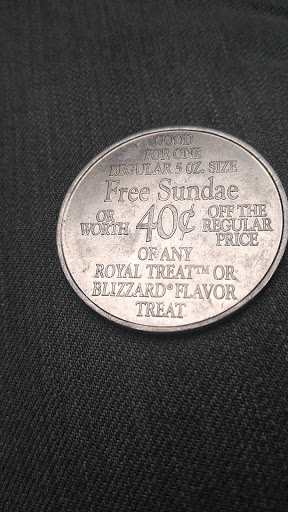 GOOD
FOR ONE
REGULAR 5 OZ. SIZE
Free Sundae
OR WORTH 40¢ OFF THE REGULAR PRICE
OF ANY
ROYAL TREAT™ OR
BLIZZARD® FLAVOR
TREAT